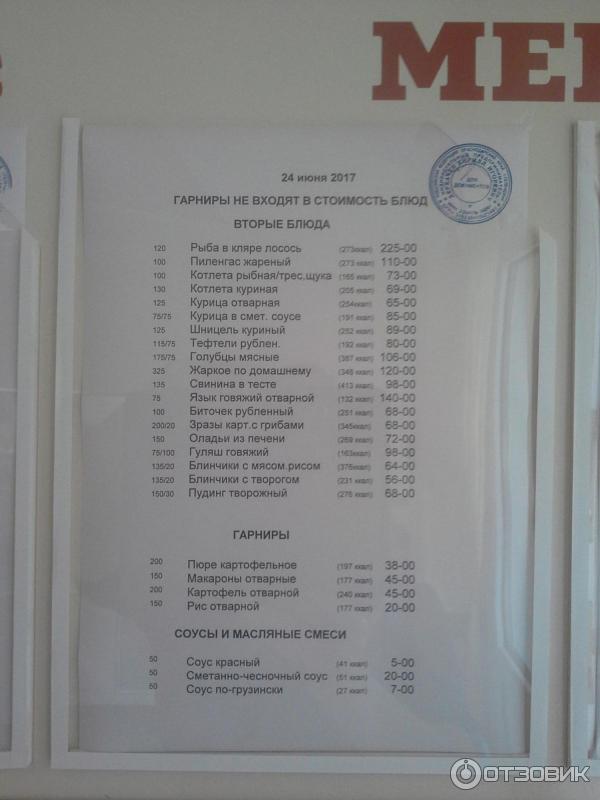 МЕ
24 июня 2017
ГАРНИРЫ НЕ ВХОДЯТ В СТОИМОСТЬ БЛЮД
ВТОРЫЕ БЛЮДА
120 Рыба в кляре лосось (273ккал) 225-00
100 Пиленгас жареный (273 ккал) 110-00
100 Котлета рыбная/трес,щука (165 ккал) 73-00
130 Котлета куриная (205 ккал) 69-00
125 Курица отварная (254ккал) 65-00
75/75 Курица в смет. соусе (191 ккал) 85-00
125 Шницель куриный (252 ккал) 89-00
115/75 Тефтели рублен. (192 ккал) 80-00
175/75 Голубцы мясные (387 ккал) 106-00
325 Жаркое по домашнему (346 ккал) 120-00
135 Свинина в тесте (413 ккал) 98-00
75 Язык говяжий отварной (132 ккал) 140-00
100 Биточек рубленный (251 ккал) 68-00
200/20 Зразы карт.с грибами (345ккал) 68-00
150 Оладьи из печени (269 ккал) 72-00
75/100 Гуляш говяжий (163ккал) 98-00
135/20 Блинчики с мясом.рисом (376ккал) 64-00
135/20 Блинчики с творогом (231 ккал) 56-00
150/30 Пудинг творожный (276 ккал) 68-00
ГАРНИРЫ
200 Пюре картофельное (197 ккал) 38-00
150 Макароны отварные (177 ккал) 45-00
200 Картофель отварной (240 ккал) 45-00
150 Рис отварной (177 ккал) 20-00
СОУСЫ И МАСЛЯНЫЕ СМЕСИ
50 Соус красный (41 ккал) 5-00
50 Сметанно-чесночный соус (51 ккал) 20-00
50 Соус по-грузински (27 ккал) 7-00
ОТЗОВИК